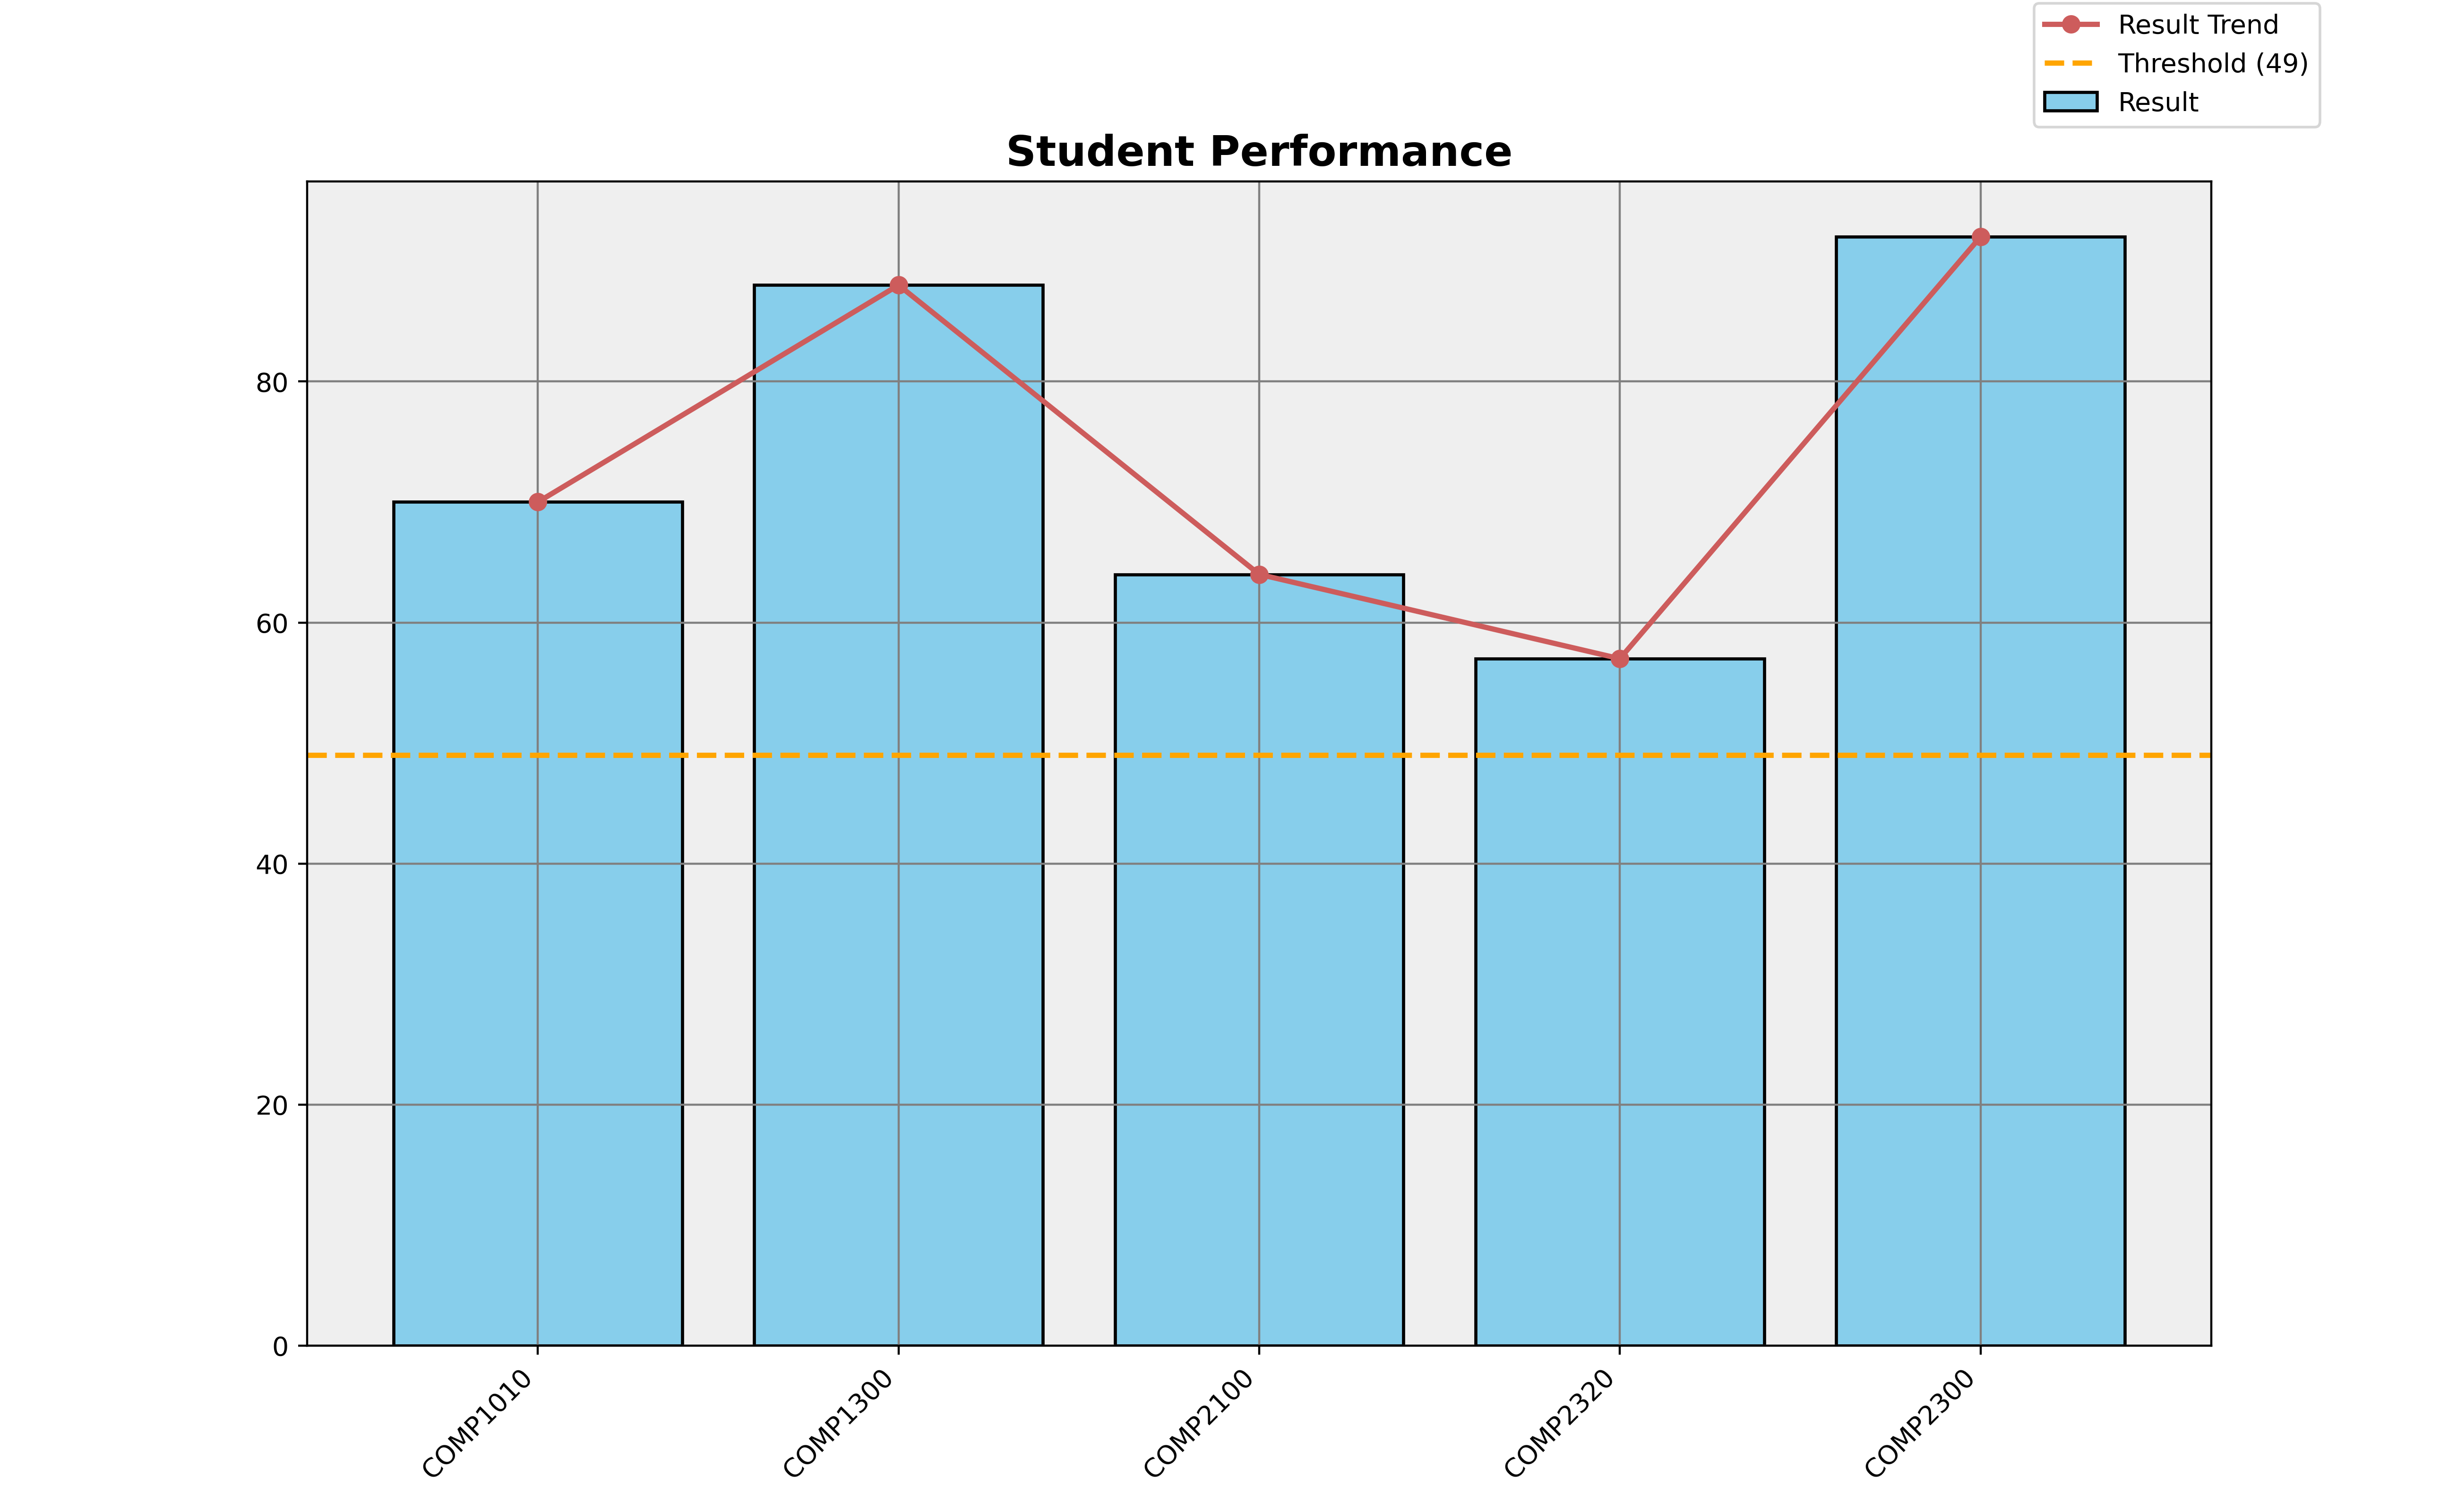 Result Trend
Threshold (49)
Result
Student Performance
80
60
40
20
0
COMP1010
COMP1300
COMP2100
COMP2320
COMP2300